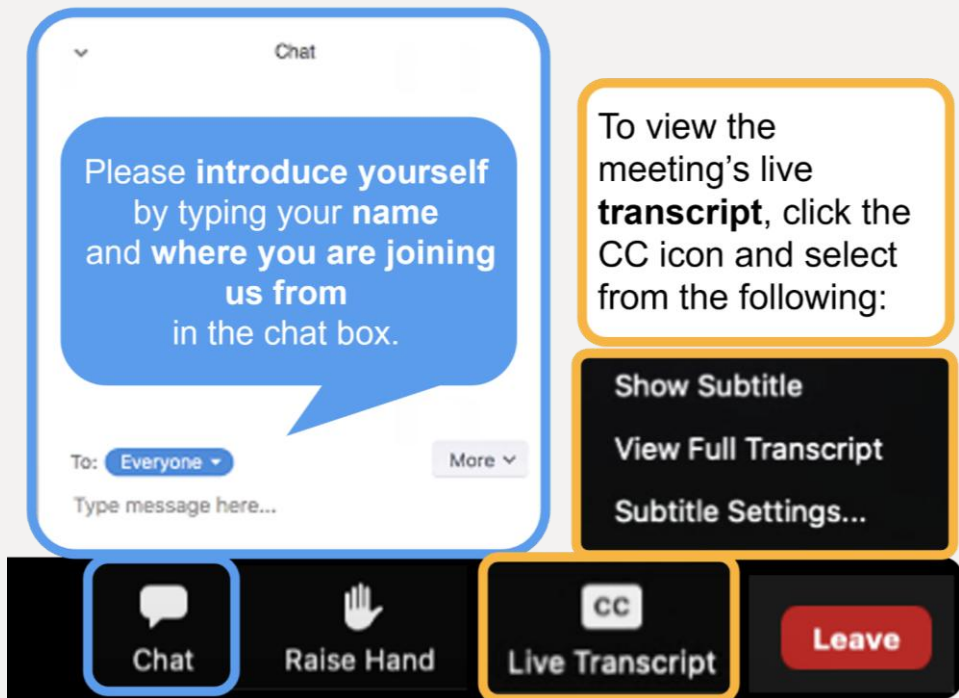 Chat
Please introduce yourself
by typing your name
and where you are joining
us from
in the chat box.
To: Everyone
More
Type message here...
To view the
meeting's live
transcript, click the
CC icon and select
from the following:
Show Subtitle
View Full Transcript
Subtitle Settings...
Chat
Raise Hand
CC
Live Transcript
Leave